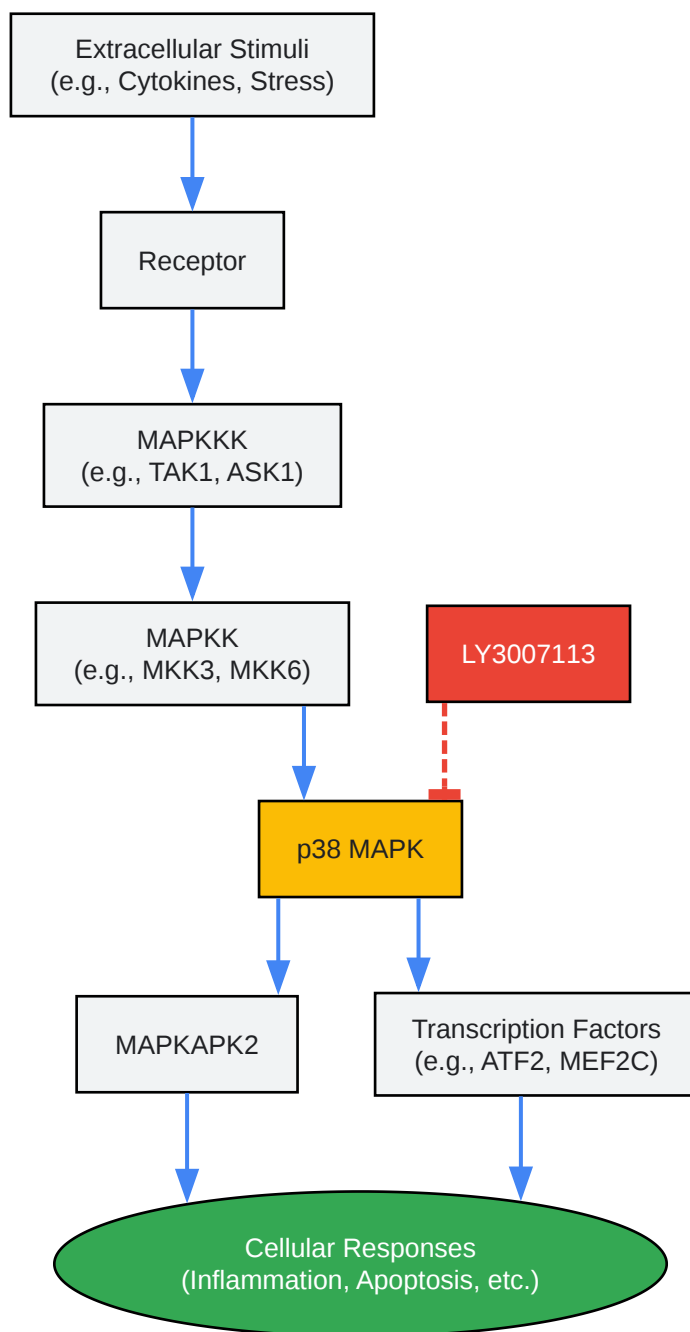 Extracellular Stimuli
(e.g., Cytokines, Stress)
Receptor
MAPKKK
(e.g., TAK1, ASK1)
MAPKK
(e.g., MKK3, MKK6)
LY3007113
p38 MAPK
MAPKAPK2
Transcription Factors
(e.g., ATF2, MEF2C)
Cellular Responses
(Inflammation, Apoptosis, etc.)